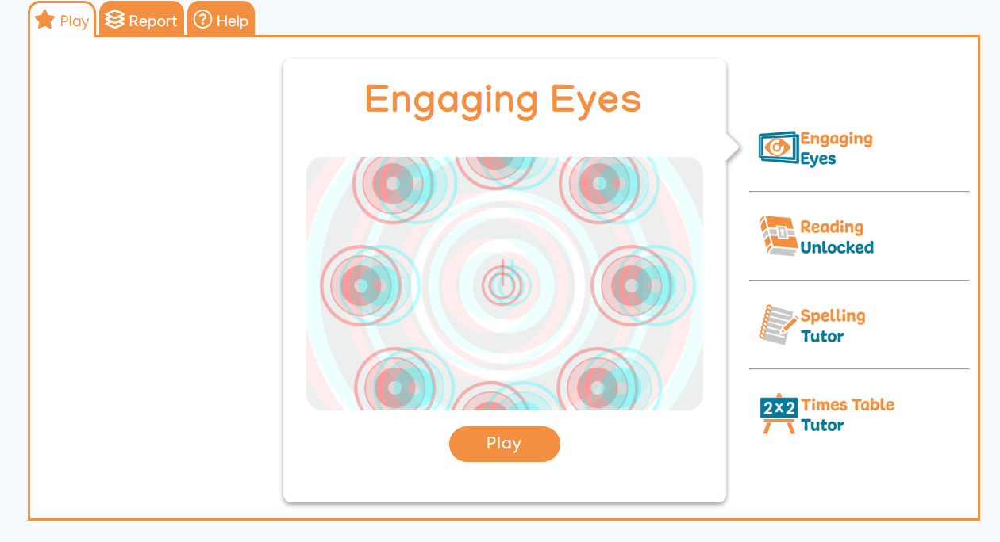 Play
Report
? Help
Engaging Eyes
Engaging
Eyes
Reading
Unlocked
Spelling
Tutor
2x2
Times Table
Tutor
Play